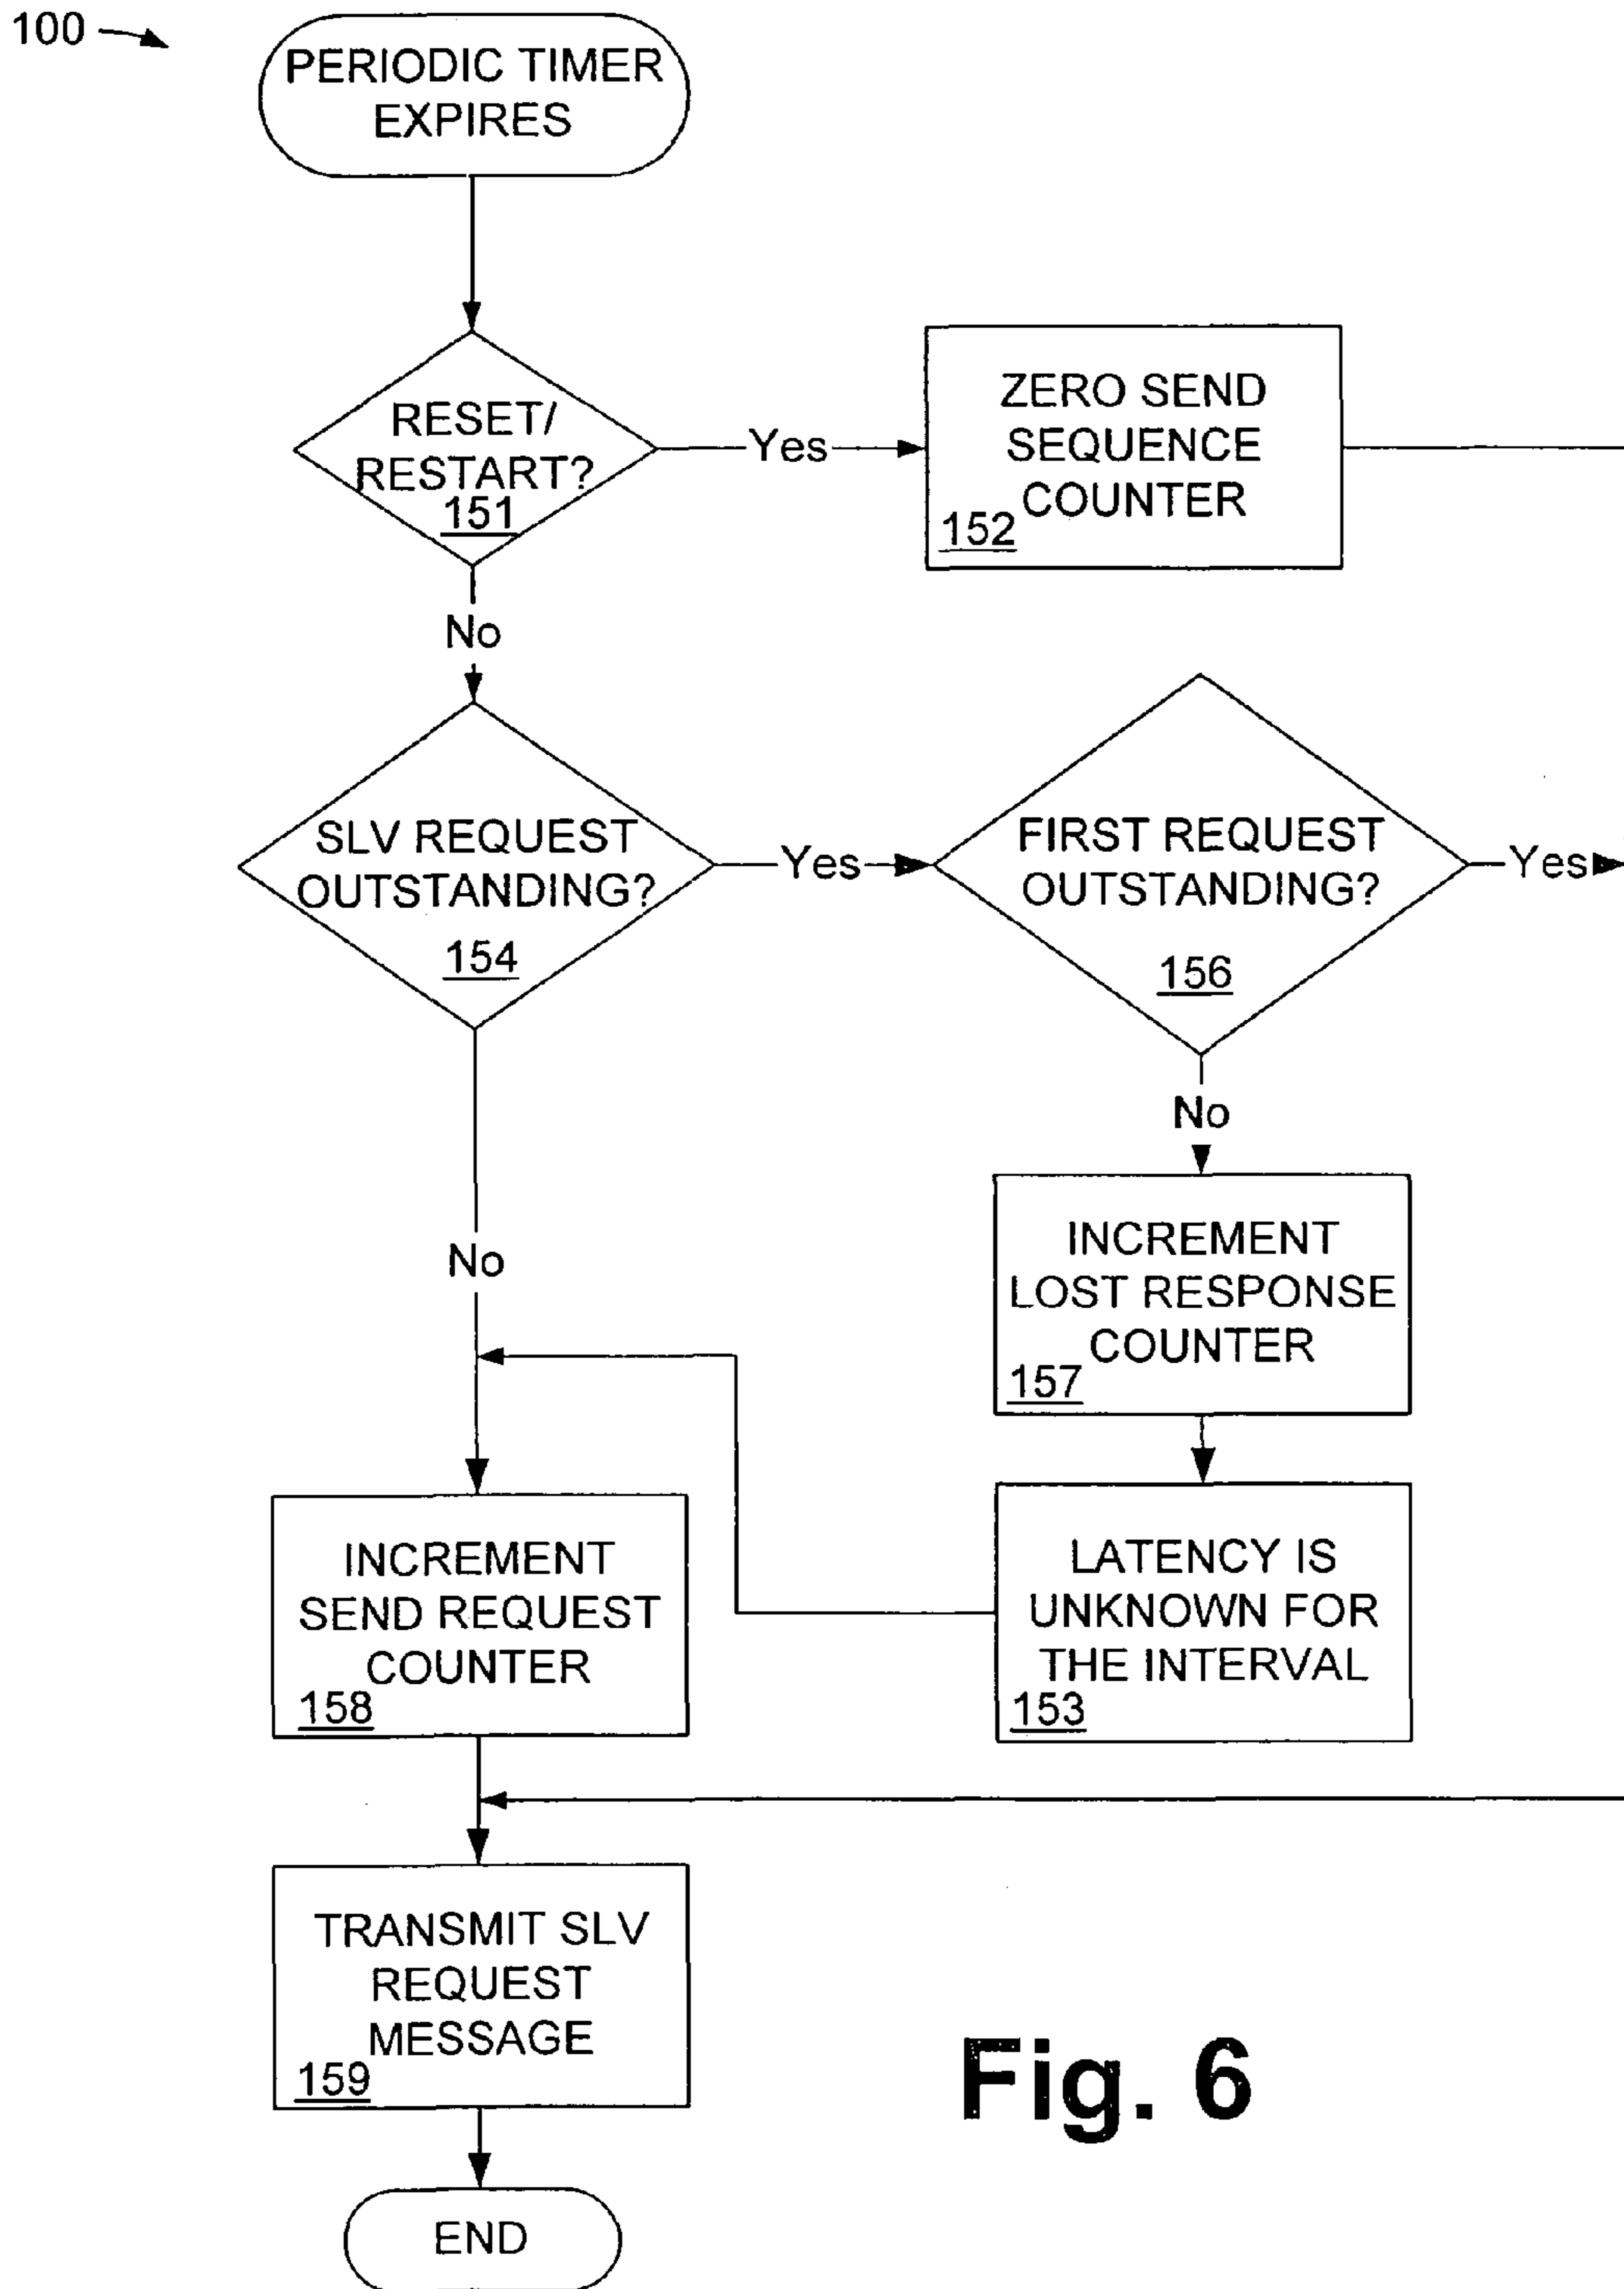 100
PERIODIC TIMER
EXPIRES
RESET/
RESTART?
151
Yes
ZERO SEND
SEQUENCE
COUNTER
152
No
SLV REQUEST
OUTSTANDING?
154
Yes
FIRST REQUEST
OUTSTANDING?
156
Yes
No
INCREMENT
LOST RESPONSE
COUNTER
157
No
LATENCY IS
UNKNOWN FOR
THE INTERVAL
153
INCREMENT
SEND REQUEST
COUNTER
158
TRANSMIT SLV
REQUEST
MESSAGE
159
END
Fig. 6